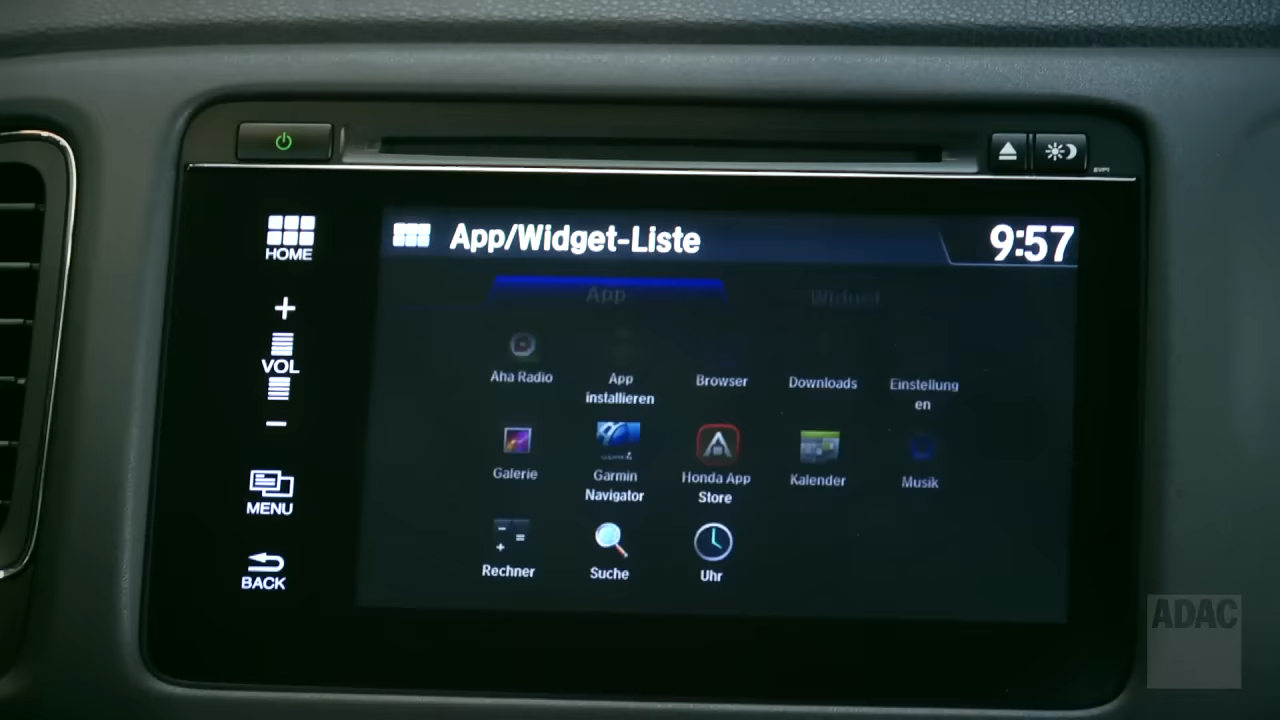 HOME
+
VOL
−
MENU
BACK
App/Widget-Liste
9:57
App
Widget
Aha Radio
App
installieren
Browser
Downloads
Einstellung
en
Galerie
Garmin
Navigator
Honda App
Store
Kalender
Musik
Rechner
Suche
Uhr
ADAC